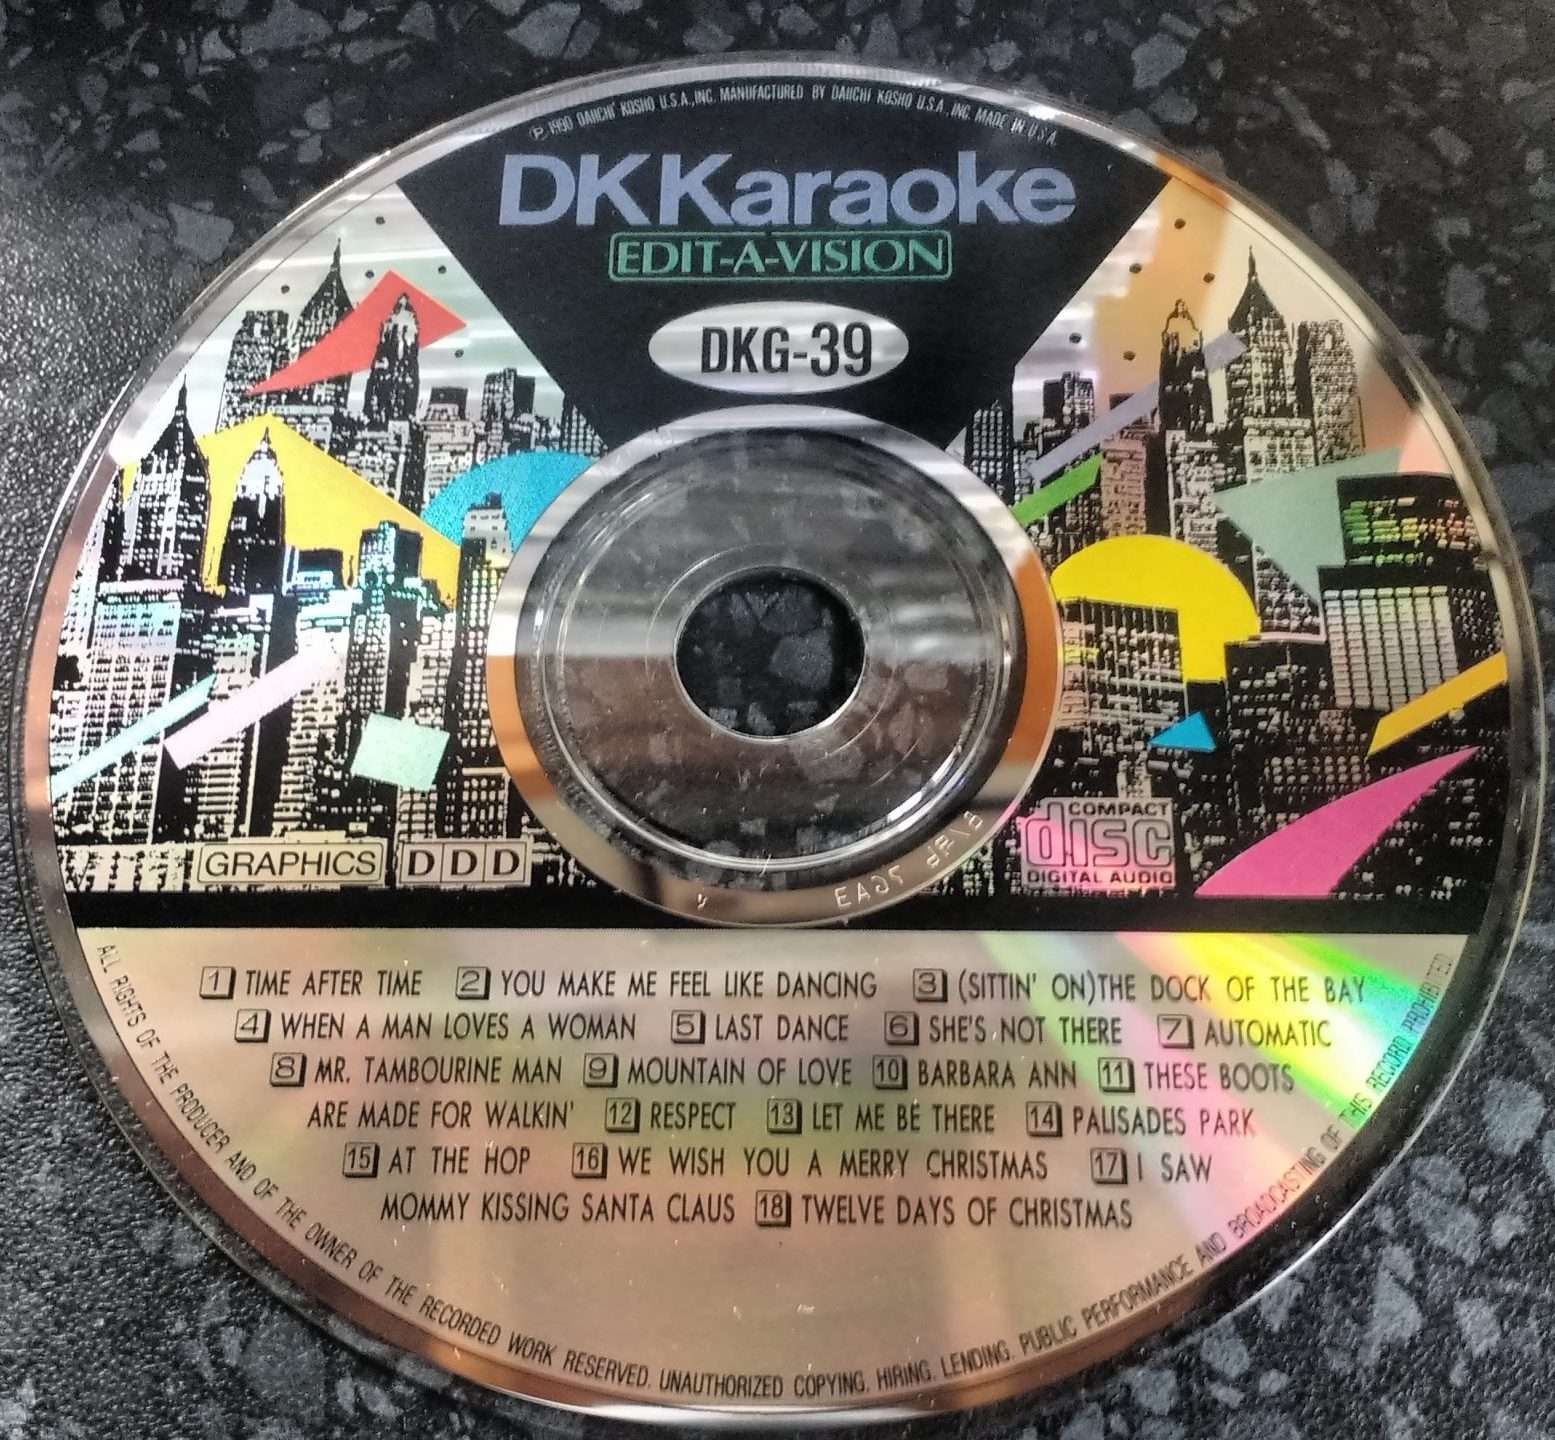 ℗ 1990 DAIICHI KOSHO U.S.A., INC. MANUFACTURED BY DAIICHI KOSHO U.S.A., INC. MADE IN U.S.A.
DKKaraoke
EDIT-A-VISION
DKG-39
GRAPHICS DDD
COMPACT
disc
DIGITAL AUDIO
1 TIME AFTER TIME 2 YOU MAKE ME FEEL LIKE DANCING 3 (SITTIN' ON)THE DOCK OF THE BAY
4 WHEN A MAN LOVES A WOMAN 5 LAST DANCE 6 SHE'S NOT THERE 7 AUTOMATIC
8 MR. TAMBOURINE MAN 9 MOUNTAIN OF LOVE 10 BARBARA ANN 11 THESE BOOTS
ARE MADE FOR WALKIN' 12 RESPECT 13 LET ME BE THERE 14 PALISADES PARK
15 AT THE HOP 16 WE WISH YOU A MERRY CHRISTMAS 17 I SAW
MOMMY KISSING SANTA CLAUS 18 TWELVE DAYS OF CHRISTMAS
ALL RIGHTS OF THE PRODUCER AND OF THE OWNER OF THE RECORDED WORK RESERVED. UNAUTHORIZED COPYING, HIRING, LENDING, PUBLIC PERFORMANCE AND BROADCASTING OF THIS RECORD PROHIBITED